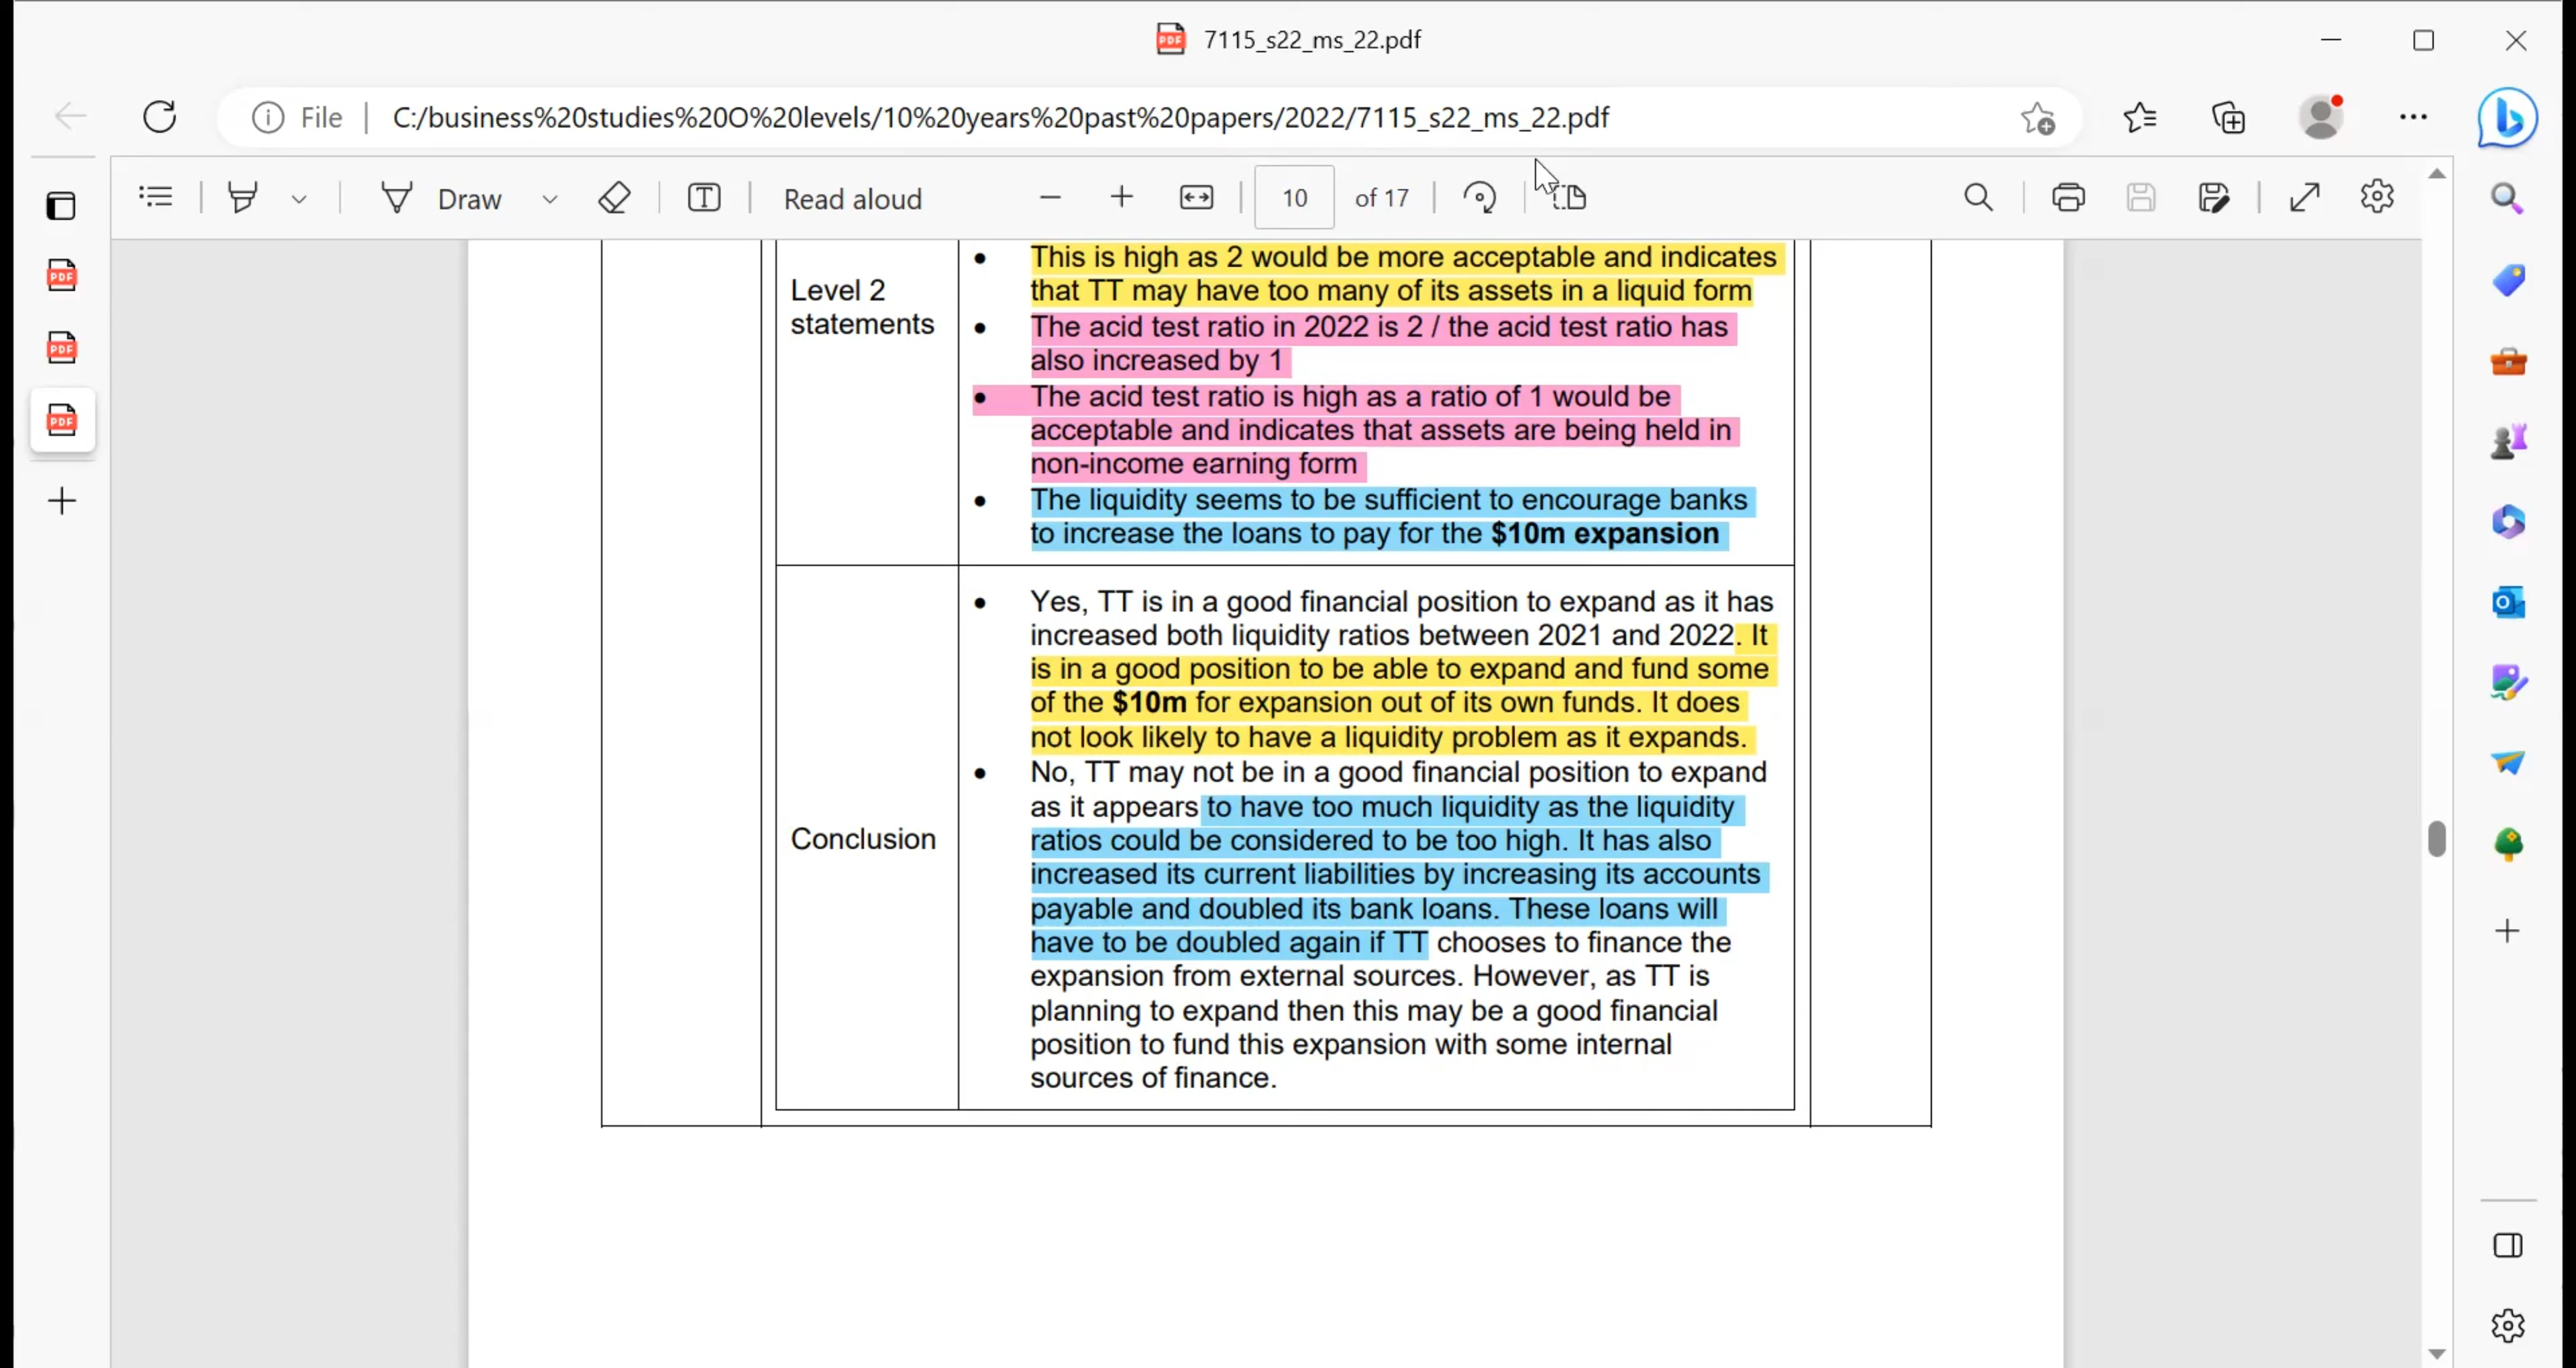 7115_s22_ms_22.pdf
File
C:/business%20studies%20O%20levels/10%20years%20past%20papers/2022/7115_s22_ms_22.pdf
Draw
Read aloud
10
of 17
Level 2
statements
• This is high as 2 would be more acceptable and indicates
that TT may have too many of its assets in a liquid form
• The acid test ratio in 2022 is 2 / the acid test ratio has
also increased by 1
• The acid test ratio is high as a ratio of 1 would be
acceptable and indicates that assets are being held in
non-income earning form
• The liquidity seems to be sufficient to encourage banks
to increase the loans to pay for the $10m expansion
Conclusion
• Yes, TT is in a good financial position to expand as it has
increased both liquidity ratios between 2021 and 2022. It
is in a good position to be able to expand and fund some
of the $10m for expansion out of its own funds. It does
not look likely to have a liquidity problem as it expands.
• No, TT may not be in a good financial position to expand
as it appears to have too much liquidity as the liquidity
ratios could be considered to be too high. It has also
increased its current liabilities by increasing its accounts
payable and doubled its bank loans. These loans will
have to be doubled again if TT chooses to finance the
expansion from external sources. However, as TT is
planning to expand then this may be a good financial
position to fund this expansion with some internal
sources of finance.
PDF
PDF
PDF
PDF